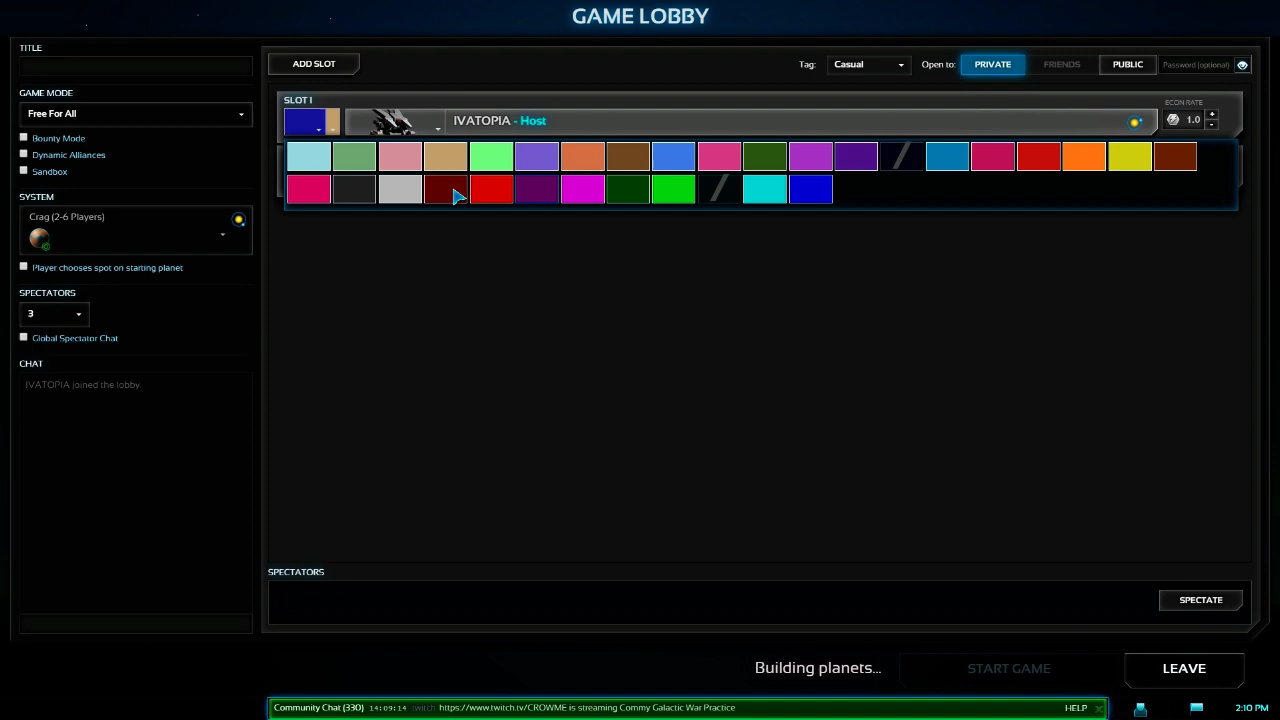 GAME LOBBY
TITLE
ADD SLOT
Tag:
Casual
Open to:
PRIVATE
FRIENDS
PUBLIC
Password (optional)
GAME MODE
Free For All
SLOT 1
IVATOPIA - Host
ECON RATE
1.0
+
-
Bounty Mode
Dynamic Alliances
Sandbox
SYSTEM
Crag (2-6 Players)
Player chooses spot on starting planet
SPECTATORS
3
Global Spectator Chat
CHAT
IVATOPIA joined the lobby.
SPECTATORS
SPECTATE
Building planets...
START GAME
LEAVE
Community Chat (330) 14:09:14 twitch https://www.twitch.tv/CROWME is streaming Commy Galactic War Practice
HELP
2:10 PM